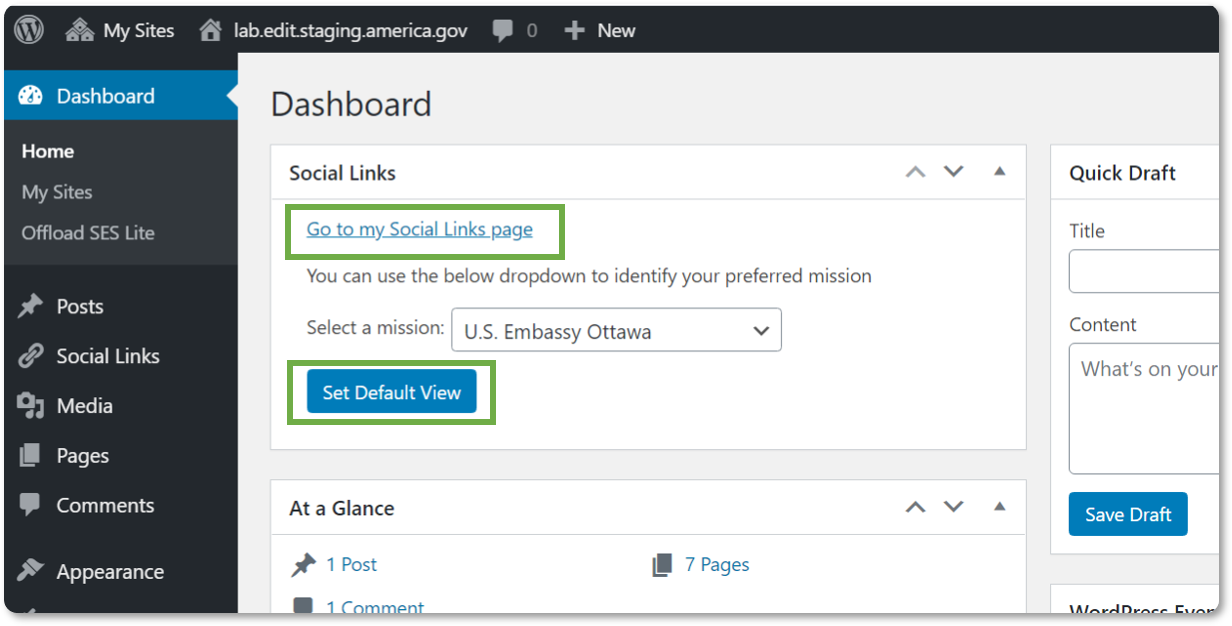 My Sites
lab.edit.staging.america.gov
0
New
Dashboard
Home
My Sites
Offload SES Lite
Posts
Social Links
Media
Pages
Comments
Appearance
Dashboard
Social Links
Go to my Social Links page
You can use the below dropdown to identify your preferred mission
Select a mission:
U.S. Embassy Ottawa
Set Default View
At a Glance
1 Post
7 Pages
1 Comment
Quick Draft
Title
Content
What's on your
Save Draft
WordPress